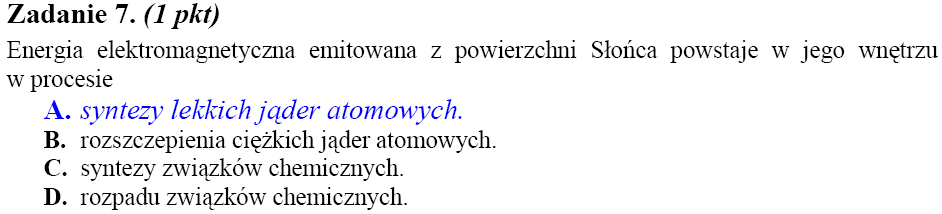 Zadanie 7. (1 pkt)
Energia elektromagnetyczna emitowana z powierzchni Słońca powstaje w jego wnętrzu
w procesie
A. syntezy lekkich jąder atomowych.
B. rozszczepienia ciężkich jąder atomowych.
C. syntezy związków chemicznych.
D. rozpadu związków chemicznych.